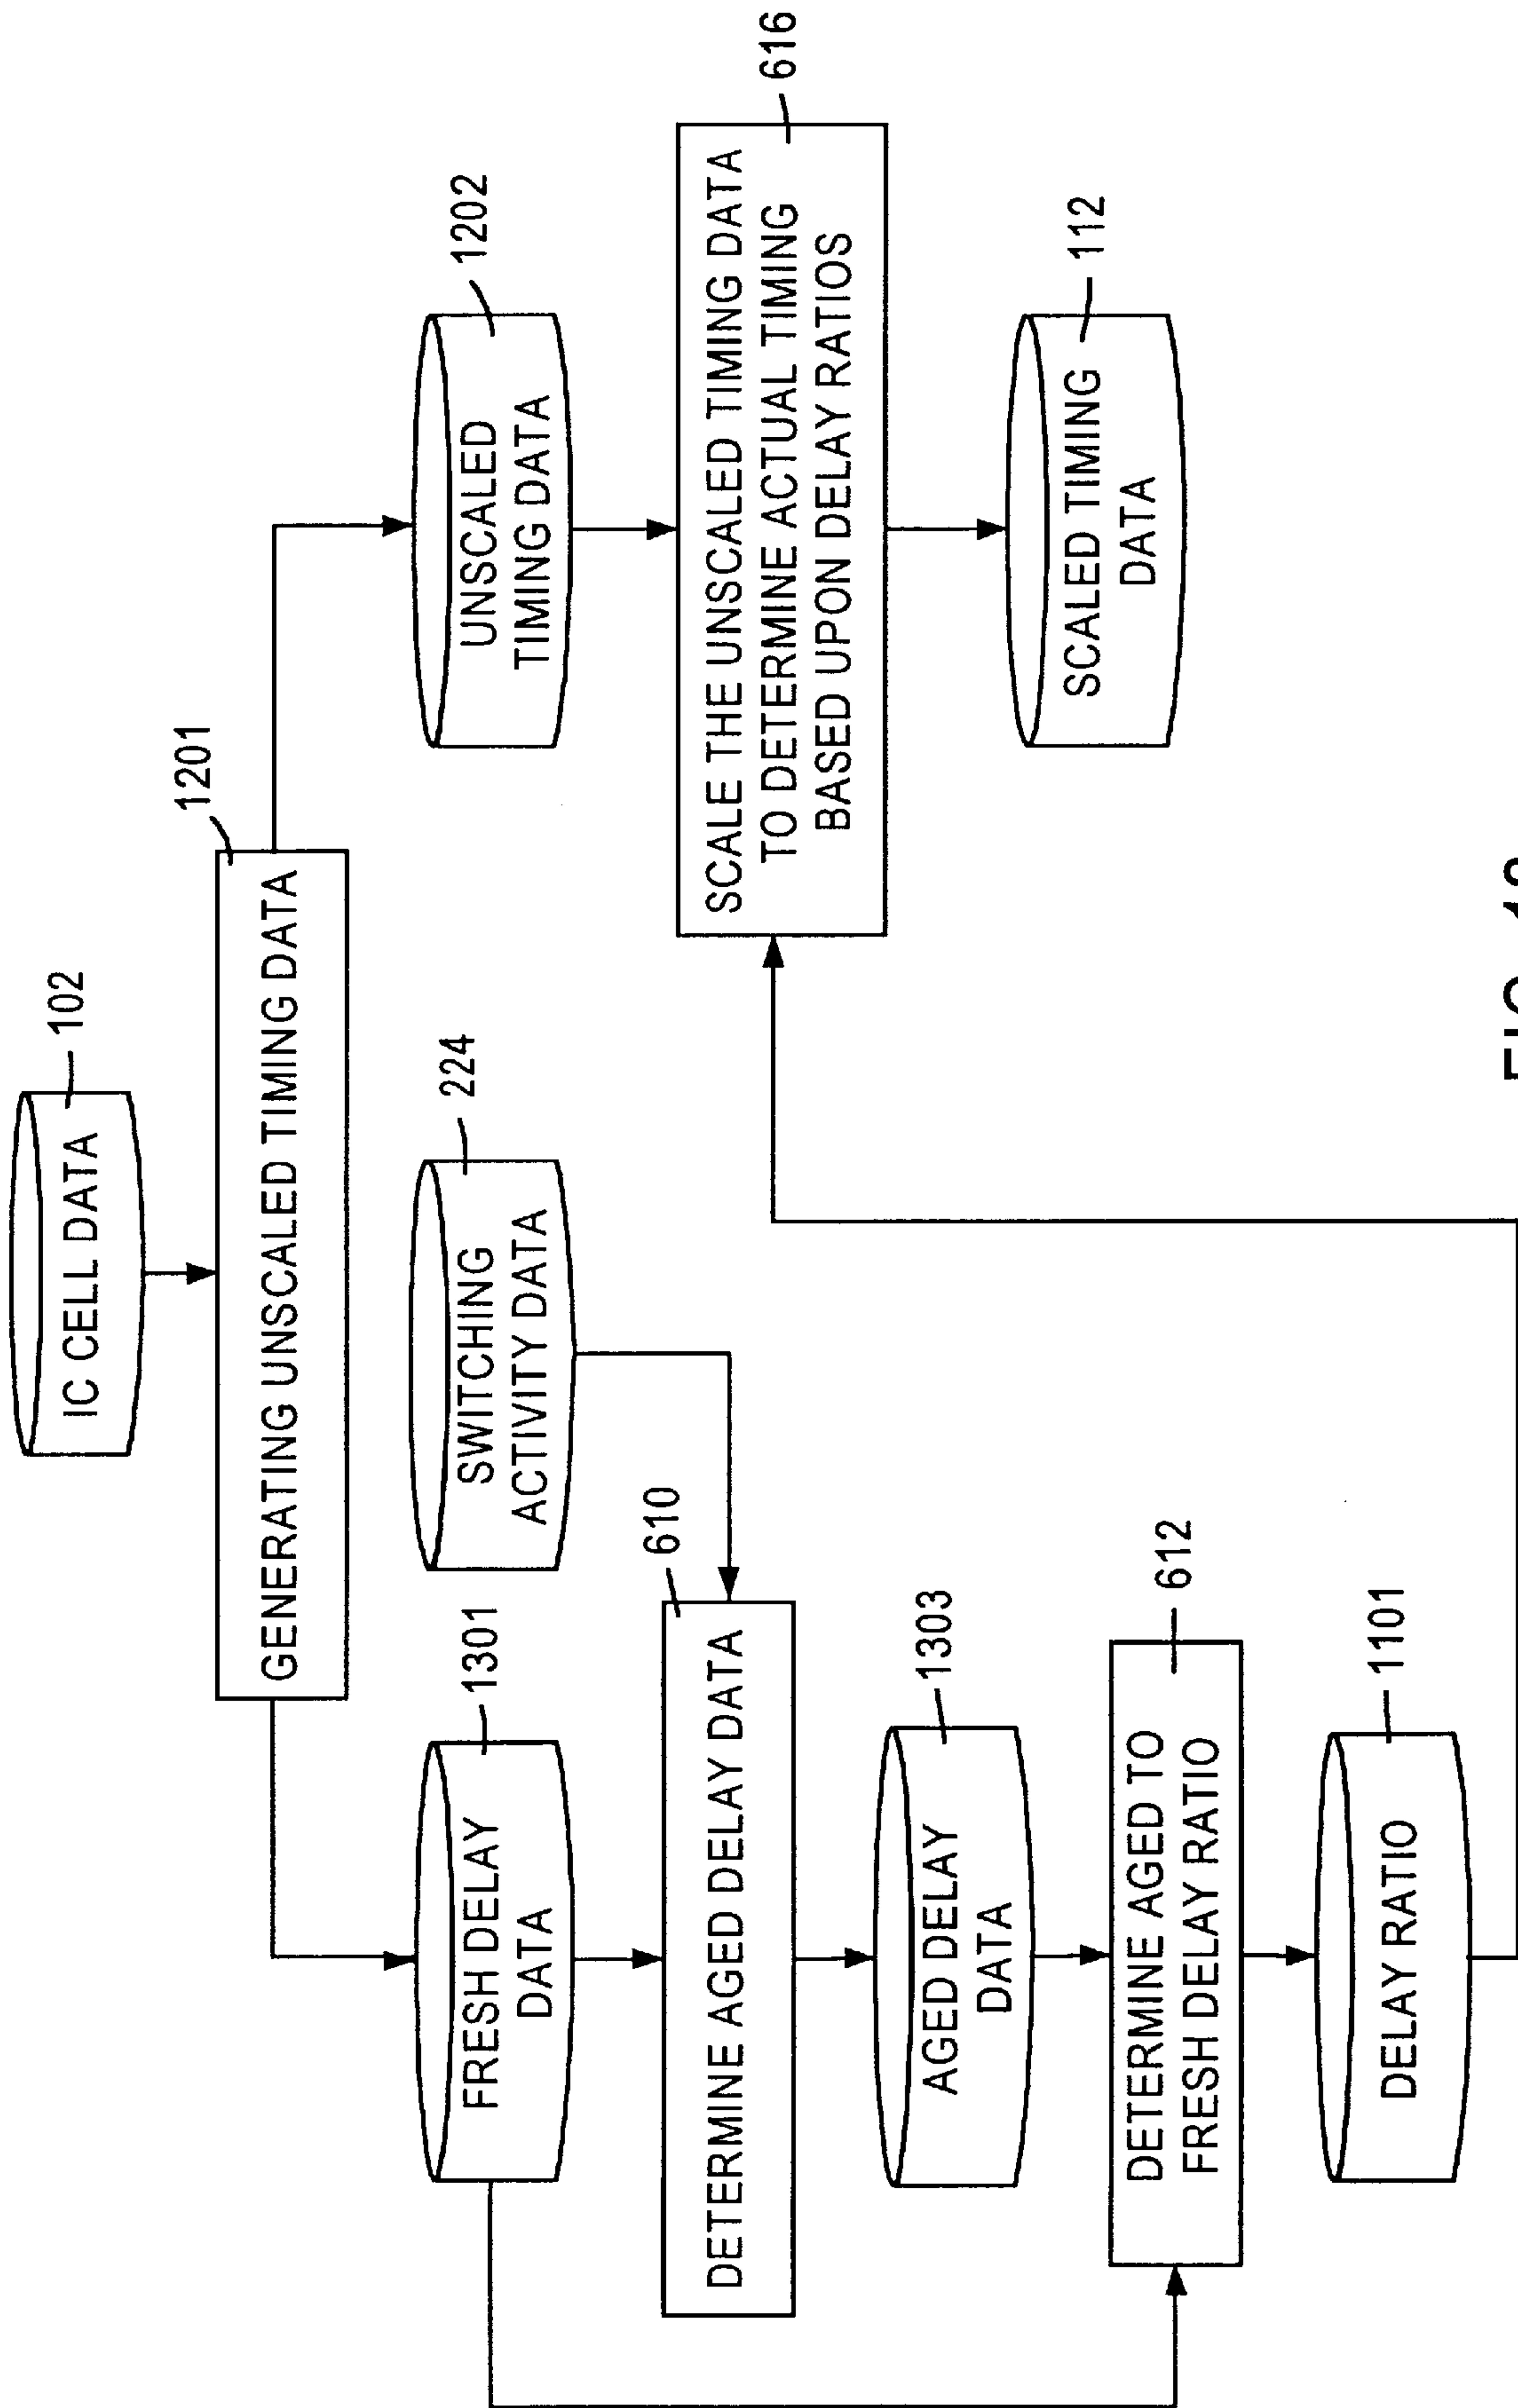 IC CELL DATA
102
GENERATING UNSCALED TIMING DATA
1201
FRESH DELAY
DATA
1301
SWITCHING
ACTIVITY DATA
224
UNSCALED
TIMING DATA
1202
DETERMINE AGED DELAY DATA
610
SCALE THE UNSCALED TIMING DATA
TO DETERMINE ACTUAL TIMING
BASED UPON DELAY RATIOS
616
AGED DELAY
DATA
1303
SCALED TIMING
DATA
112
DETERMINE AGED TO
FRESH DELAY RATIO
612
DELAY RATIO
1101